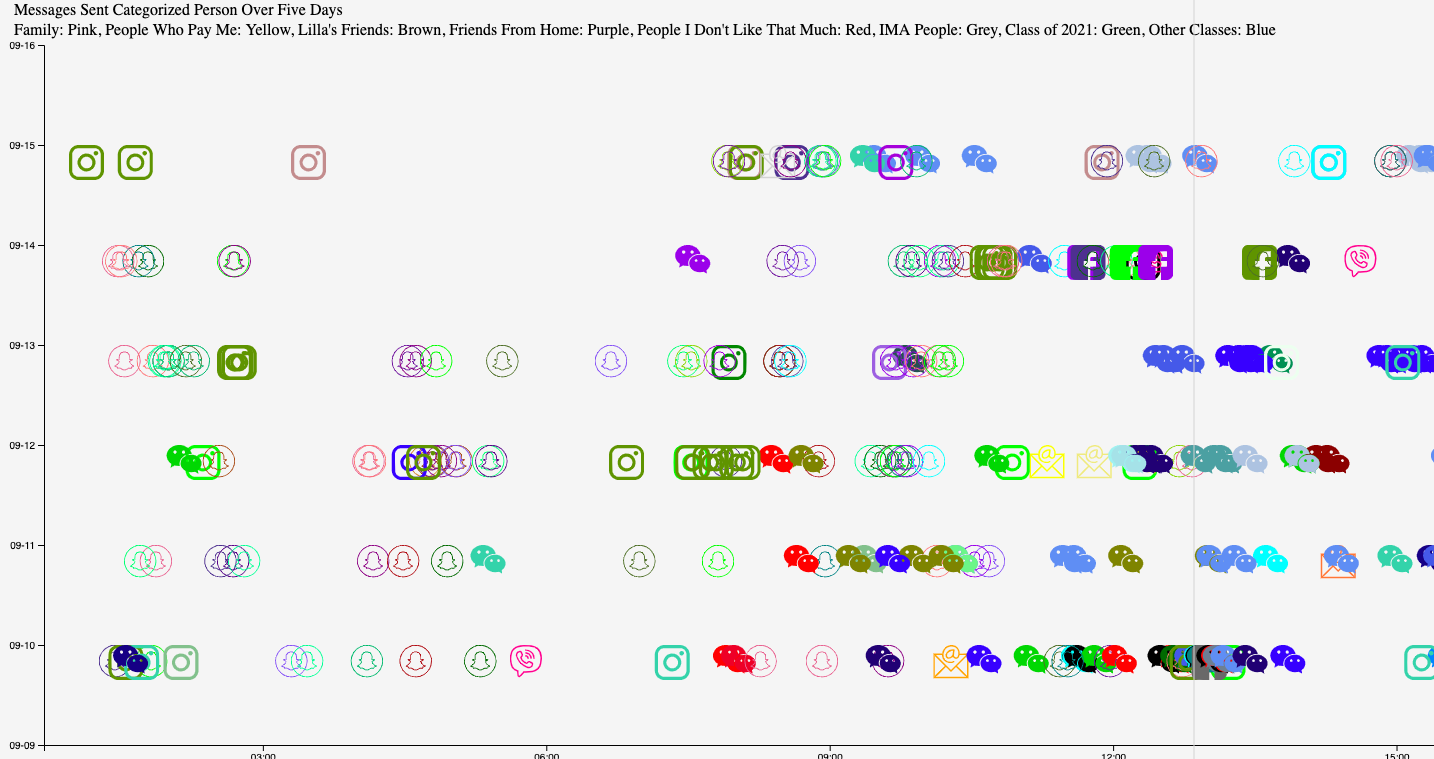 Messages Sent Categorized Person Over Five Days
Family: Pink, People Who Pay Me: Yellow, Lilla's Friends: Brown, Friends From Home: Purple, People I Don't Like That Much: Red, IMA People: Grey, Class of 2021: Green, Other Classes: Blue
09-16
09-15
09-14
09-13
09-12
09-11
09-10
09-09
03:00 06:00 09:00 12:00 15:00